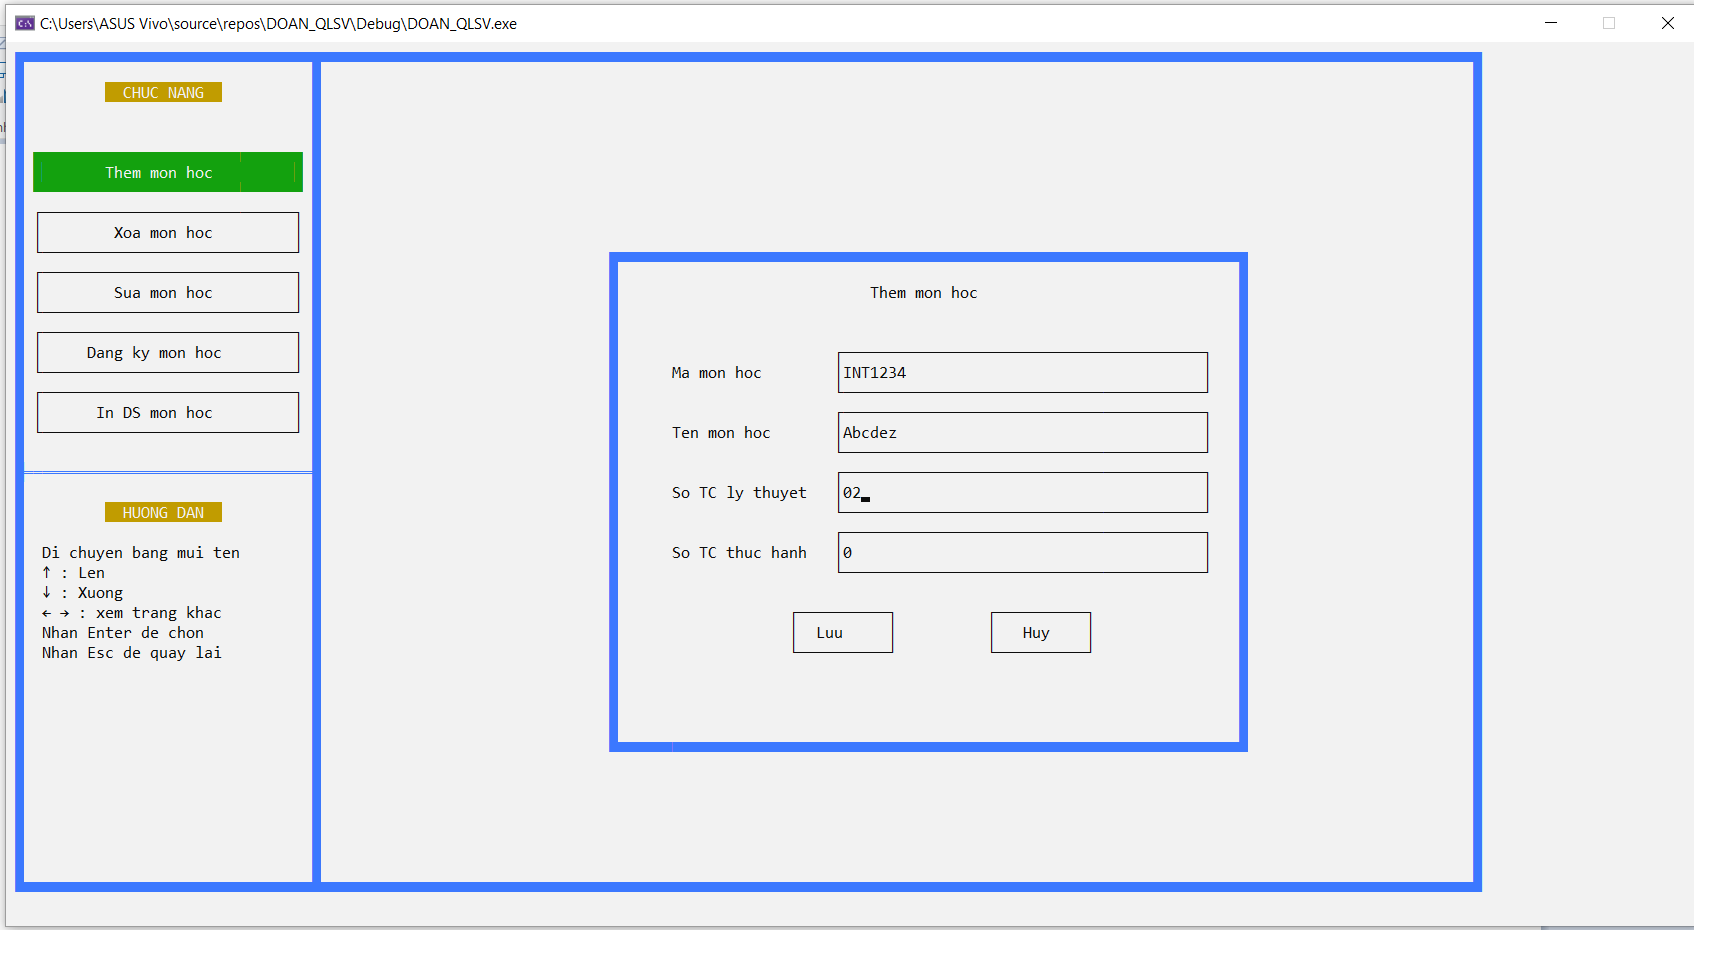 C:\Users\ASUS Vivo\source\repos\DOAN_QLSV\Debug\DOAN_QLSV.exe
CHUC NANG
Them mon hoc
Xoa mon hoc
Sua mon hoc
Dang ky mon hoc
In DS mon hoc
HUONG DAN
Di chuyen bang mui ten
↑ : Len
↓ : Xuong
← → : xem trang khac
Nhan Enter de chon
Nhan Esc de quay lai
Them mon hoc
Ma mon hoc INT1234
Ten mon hoc Abcdez
So TC ly thuyet 02
So TC thuc hanh 0
Luu Huy